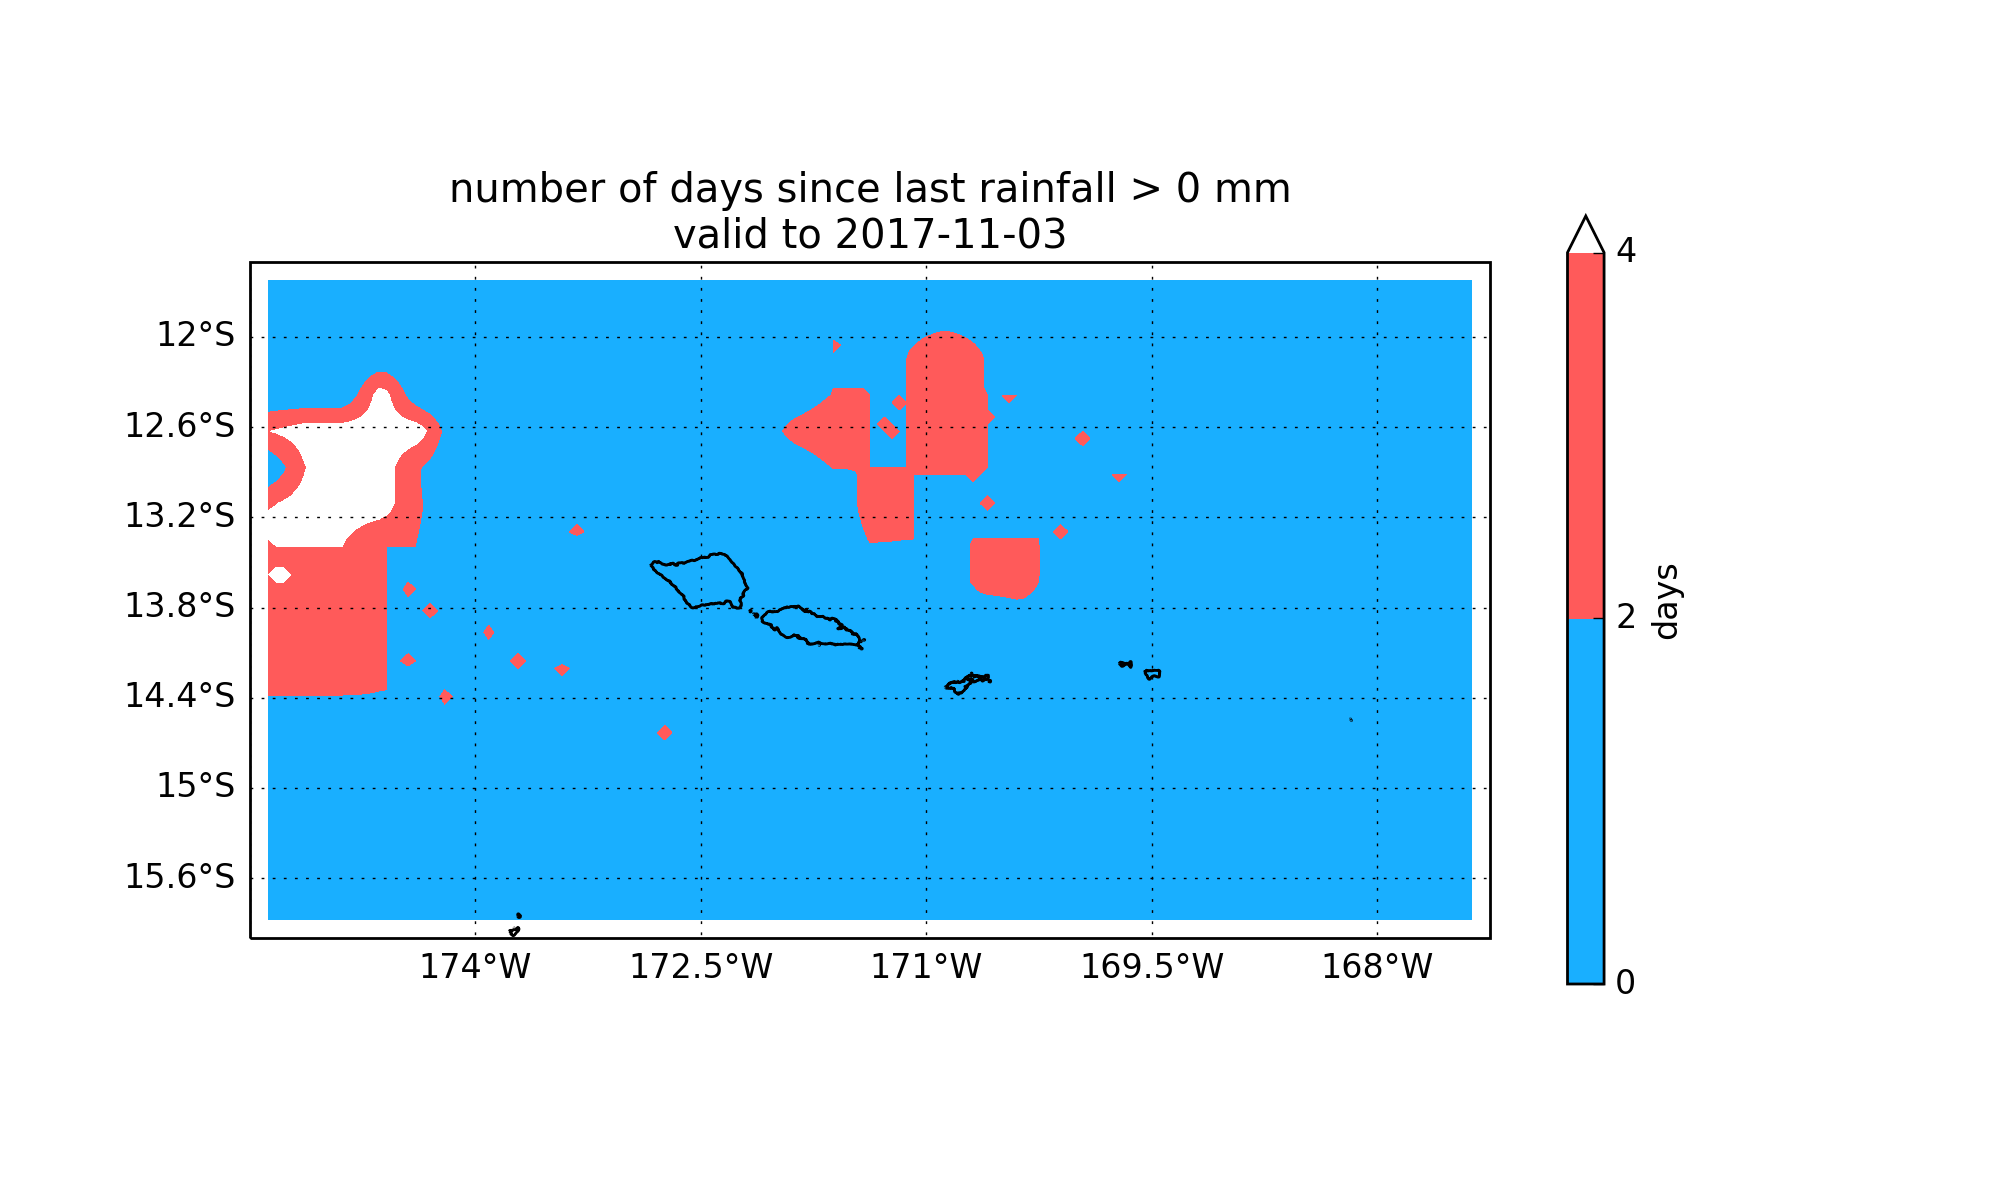 number of days since last rainfall > 0 mm
valid to 2017-11-03
12°S
12.6°S
13.2°S
13.8°S
14.4°S
15°S
15.6°S
174°W
172.5°W
171°W
169.5°W
168°W
4
2
0
days